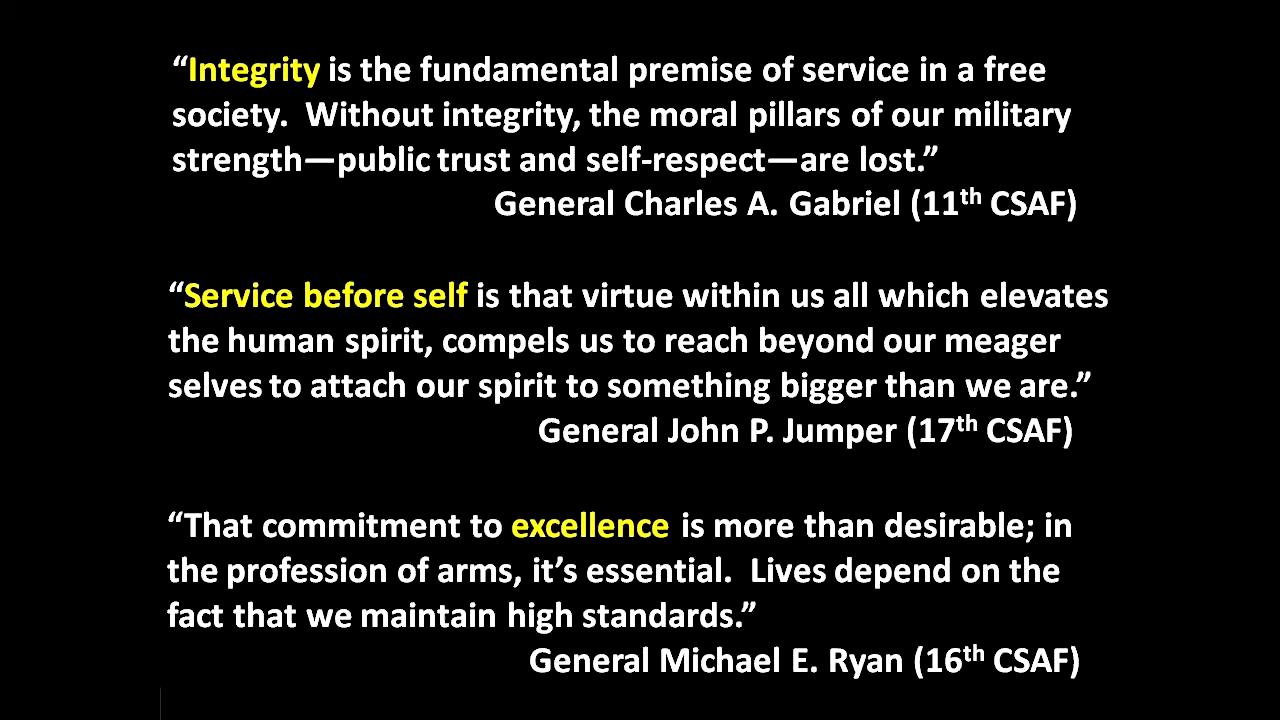 “Integrity is the fundamental premise of service in a free
society.  Without integrity, the moral pillars of our military
strength—public trust and self-respect—are lost.”
General Charles A. Gabriel (11th CSAF)
“Service before self is that virtue within us all which elevates
the human spirit, compels us to reach beyond our meager
selves to attach our spirit to something bigger than we are.”
General John P. Jumper (17th CSAF)
“That commitment to excellence is more than desirable; in
the profession of arms, it’s essential.  Lives depend on the
fact that we maintain high standards.”
General Michael E. Ryan (16th CSAF)